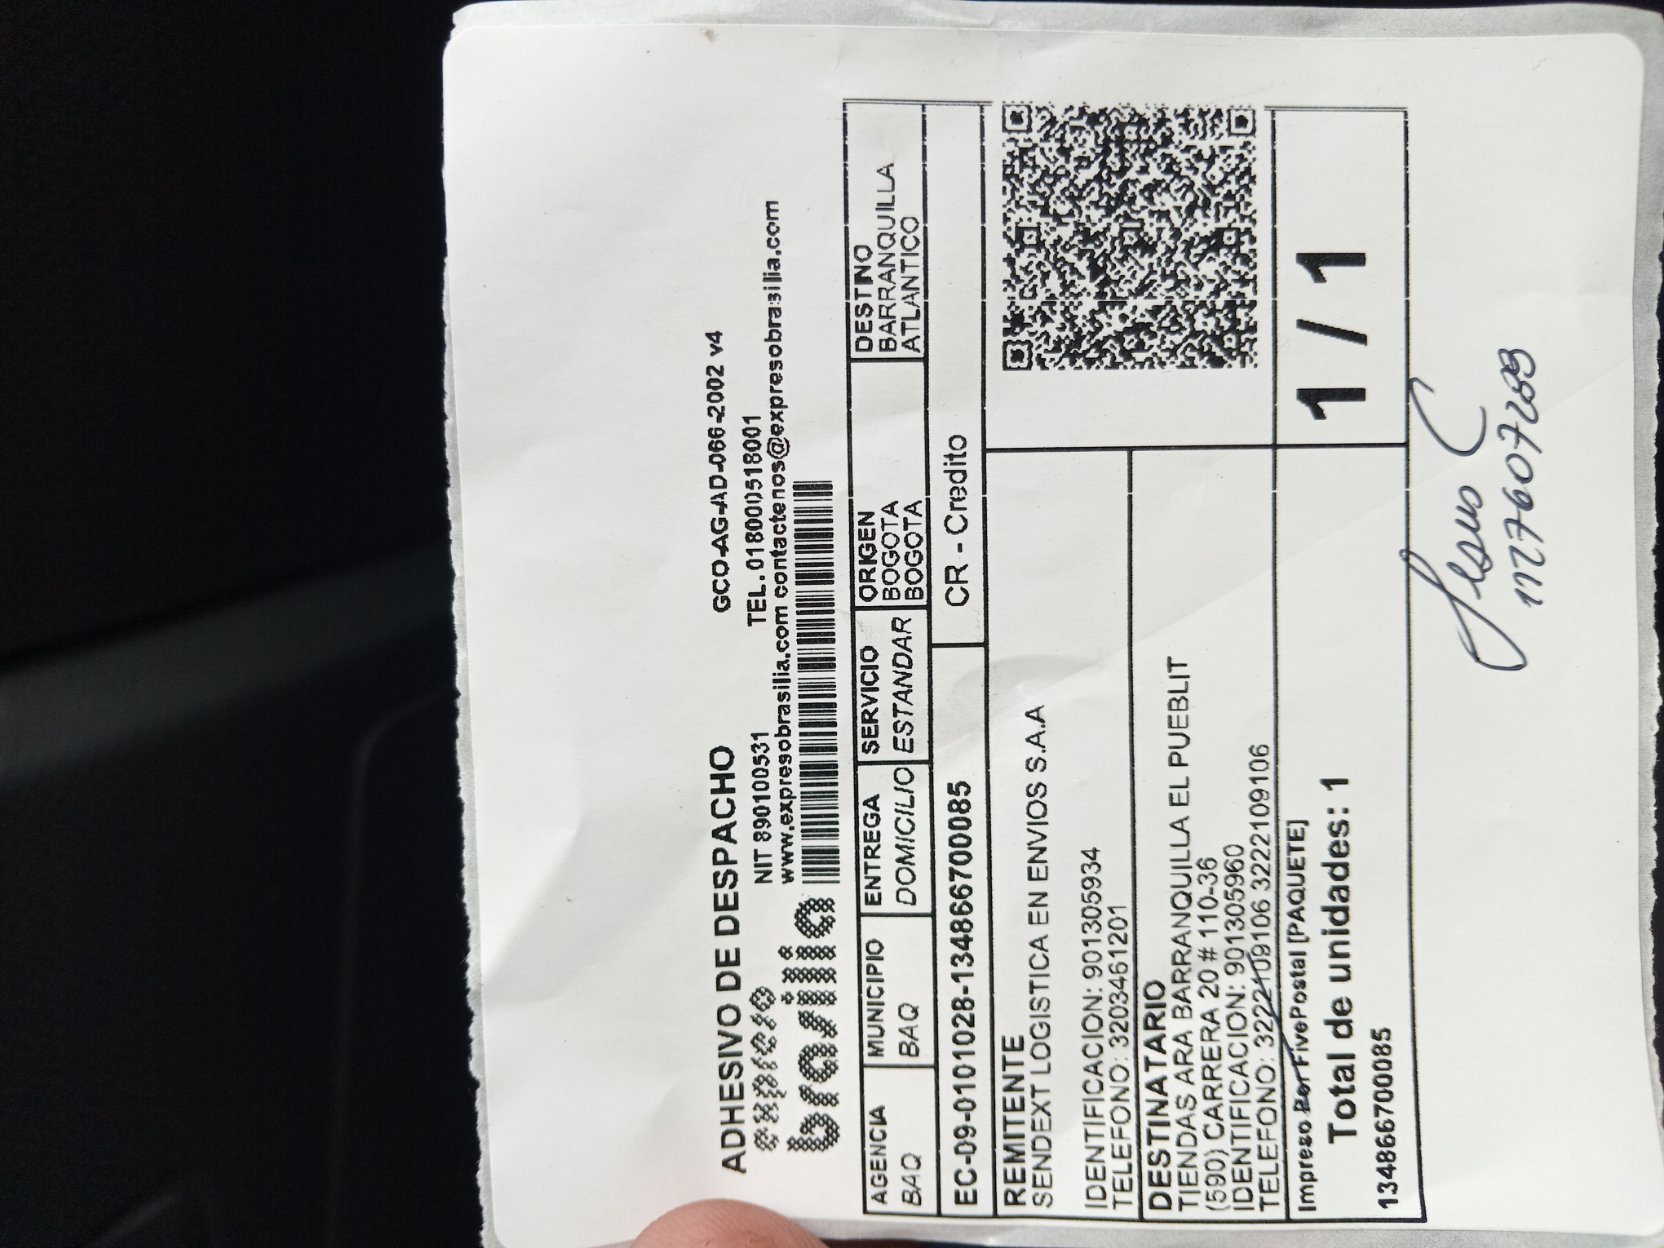 ADHESIVO DE DESPACHO GCO-AG-AD-066-2002 v4
expreso brasilia
NIT 890100531 TEL. 018000518001
www.expresobrasilia.com contactenos@expresobrasilia.com
AGENCIA MUNICIPIO ENTREGA SERVICIO ORIGEN DESTINO
BAQ BAQ DOMICILIO ESTANDAR BOGOTA BARRANQUILLA
BOGOTA ATLANTICO
EC-09-0101028-1348667000​85 CR - Credito
REMITENTE
SENDEXT LOGISTICA EN ENVIOS S.A.A
IDENTIFICACION: 901305934
TELEFONO: 3203461201
DESTINATARIO
TIENDAS ARA BARRANQUILLA EL PUEBLIT
(590) CARRERA 20 # 110-36
IDENTIFICACION: 901305960
TELEFONO: 3222109106 3222109106
Impreso Por FivePostal [PAQUETE]
Total de unidades: 1
134866700085
1 / 1
Jesus C